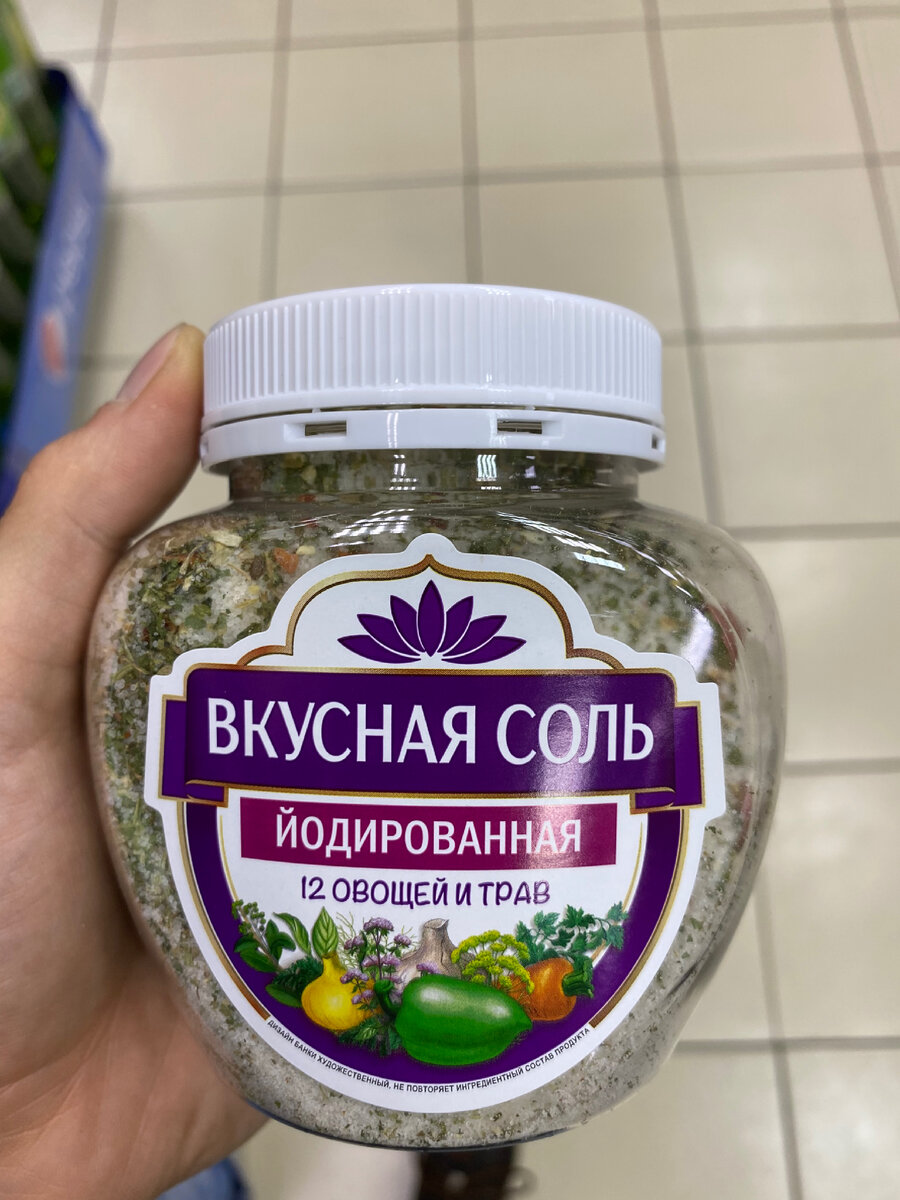 ВКУСНАЯ СОЛЬ
ЙОДИРОВАННАЯ
12 ОВОЩЕЙ И ТРАВ
ДИЗАЙН БАНКИ ХУДОЖЕСТВЕННЫЙ, НЕ ПОВТОРЯЕТ ИНГРЕДИЕНТНЫЙ СОСТАВ ПРОДУКТА